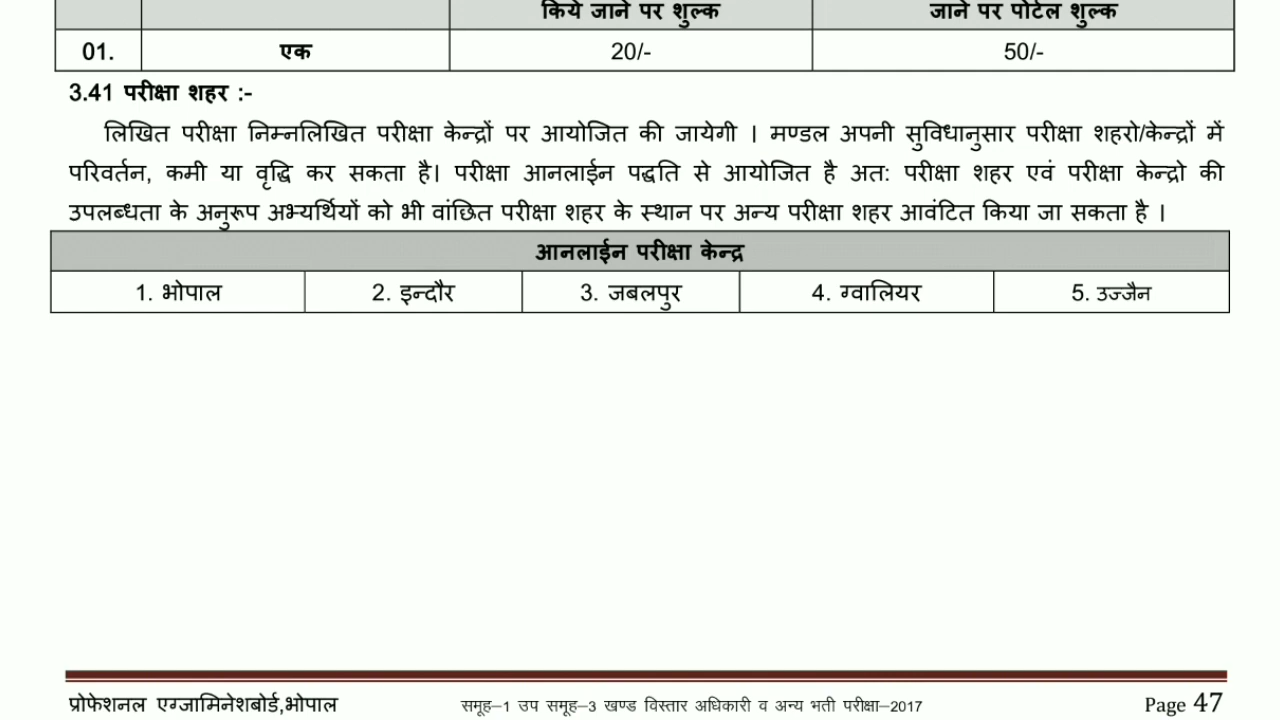 किये जाने पर शुल्क जाने पर पोर्टल शुल्क
01. एक 20/- 50/-
3.41 परीक्षा शहर :-
लिखित परीक्षा निम्नलिखित परीक्षा केन्द्रों पर आयोजित की जायेगी । मण्डल अपनी सुविधानुसार परीक्षा शहरो/केन्द्रों में
परिवर्तन, कमी या वृद्धि कर सकता है। परीक्षा आनलाईन पद्धति से आयोजित है अत: परीक्षा शहर एवं परीक्षा केन्द्रो की
उपलब्धता के अनुरूप अभ्यर्थियों को भी वांछित परीक्षा शहर के स्थान पर अन्य परीक्षा शहर आवंटित किया जा सकता है ।
आनलाईन परीक्षा केन्द्र
1. भोपाल 2. इन्दौर 3. जबलपुर 4. ग्वालियर 5. उज्जैन
प्रोफेशनल एग्जामिनेशबोर्ड,भोपाल समूह–1 उप समूह–3 खण्ड विस्तार अधिकारी व अन्य भर्ती परीक्षा–2017 Page 47